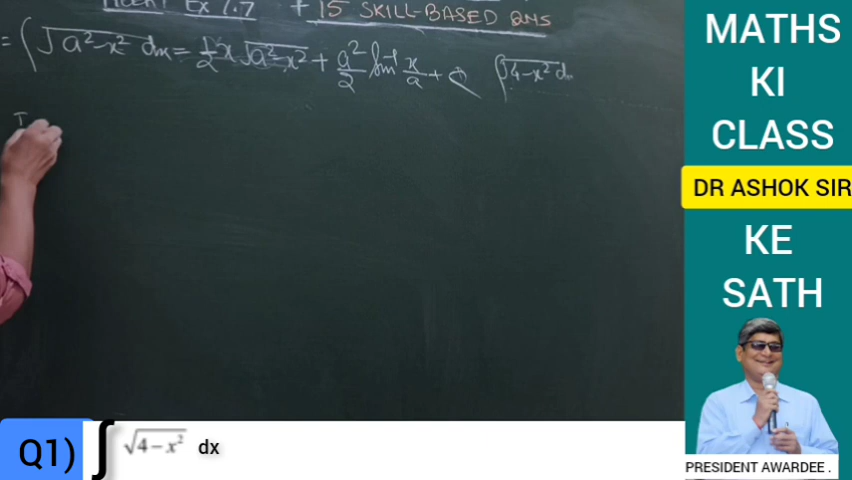 Ex 7.7 + 15 SKILL-BASED QNS
= ∫ √a²-x² dx = 1/2 x √a²-x² + a²/2 sin⁻¹ x/a + C ∫√4-x² dx
I
MATHS
KI
CLASS
DR ASHOK SIR
KE
SATH
PRESIDENT AWARDEE .
Q1) ∫ √4-x² dx